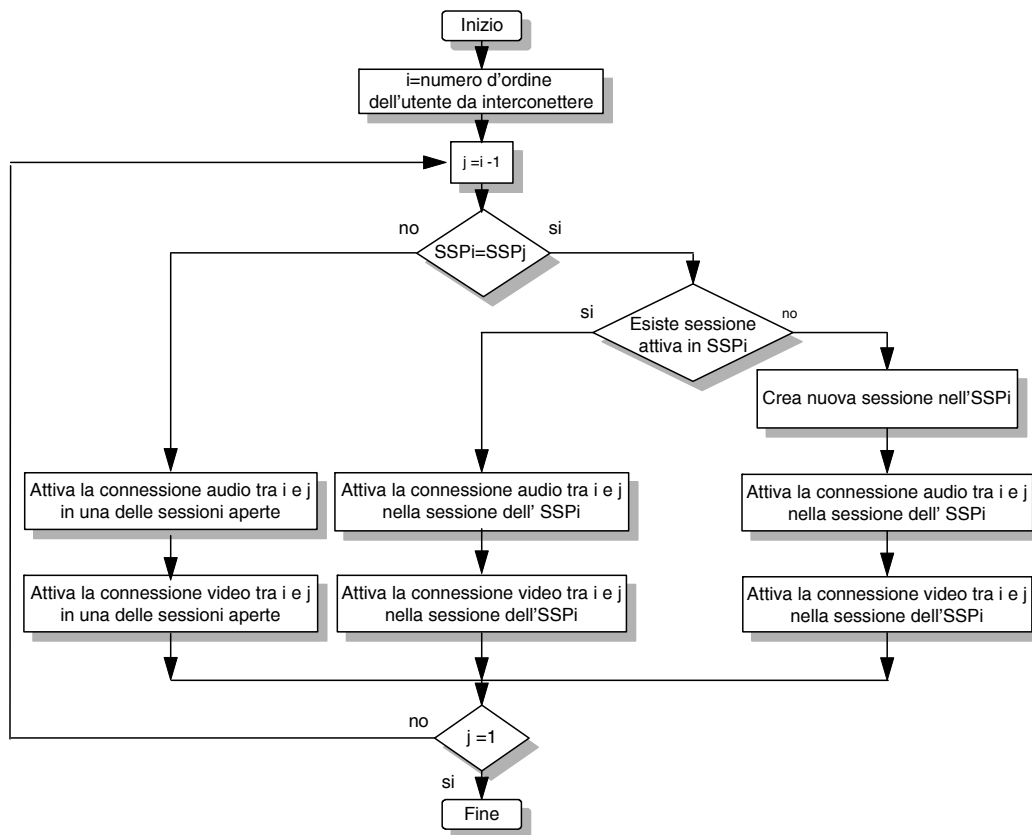 Inizio
i=numero d'ordine
dell'utente da interconettere
j =i -1
no
si
SSPi=SSPj
si
Esiste sessione
attiva in SSPi
no
Crea nuova sessione nell'SSPi
Attiva la connessione audio tra i e j
in una delle sessioni aperte
Attiva la connessione audio tra i e j
nella sessione dell' SSPi
Attiva la connessione audio tra i e j
nella sessione dell' SSPi
Attiva la connessione video tra i e j
in una delle sessioni aperte
Attiva la connessione video tra i e j
nella sessione dell'SSPi
Attiva la connessione video tra i e j
nella sessione dell'SSPi
no
j =1
si
Fine